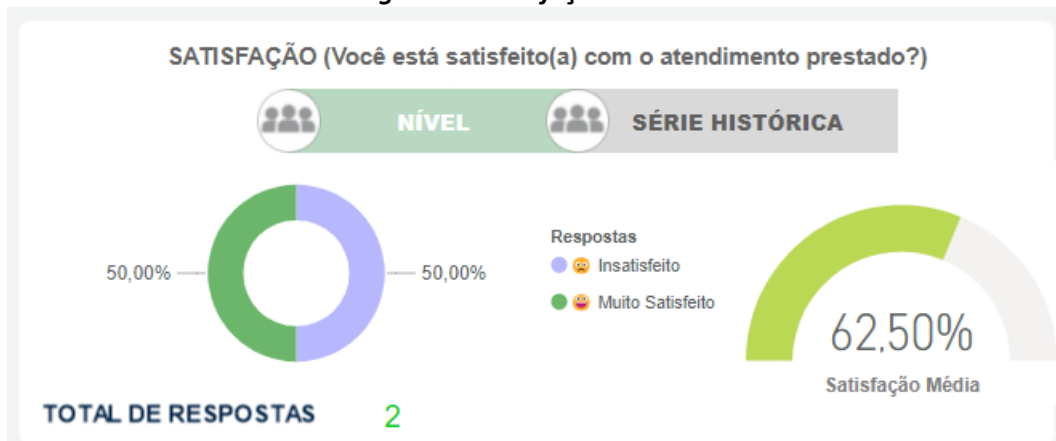 SATISFAÇÃO (Você está satisfeito(a) com o atendimento prestado?)
NÍVEL
SÉRIE HISTÓRICA
50,00%
50,00%
Respostas
Insatisfeito
Muito Satisfeito
62,50%
Satisfação Média
TOTAL DE RESPOSTAS 2